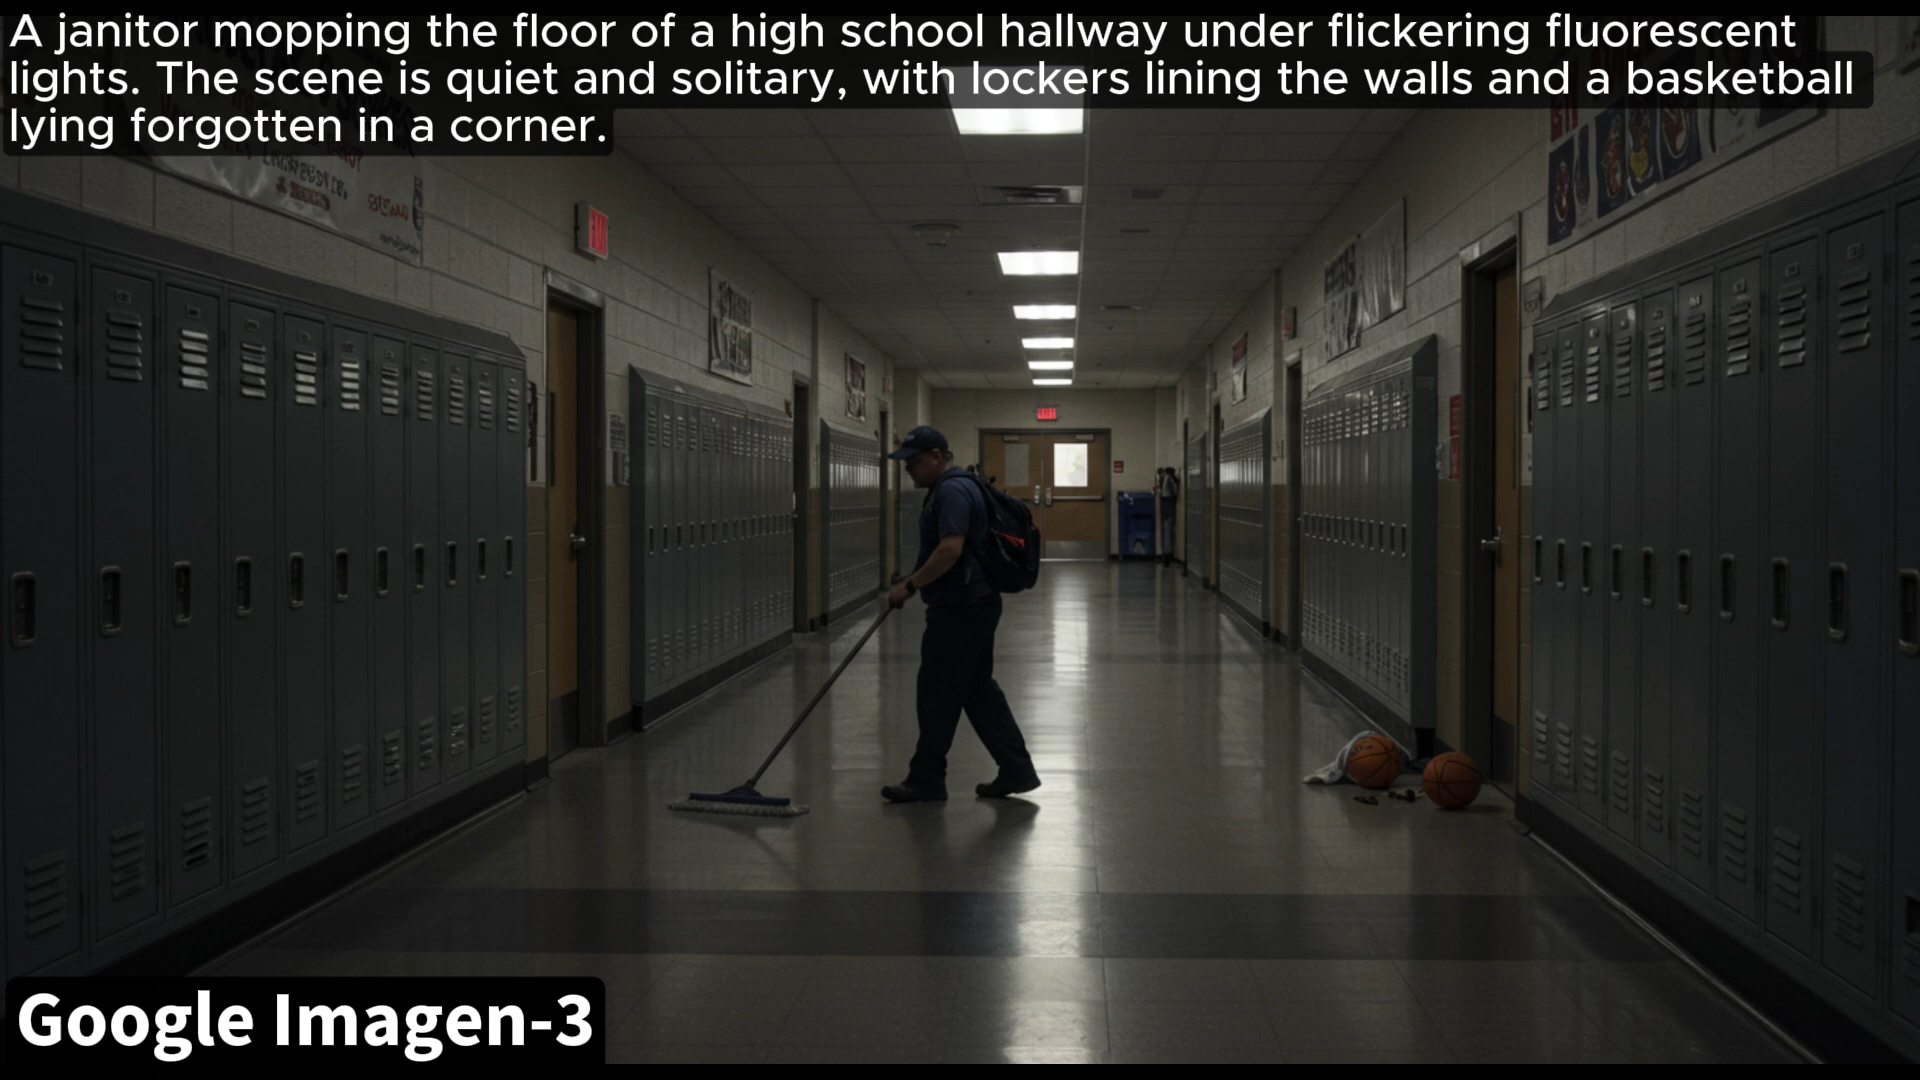 A janitor mopping the floor of a high school hallway under flickering fluorescent
lights. The scene is quiet and solitary, with lockers lining the walls and a basketball
lying forgotten in a corner.
Google Imagen-3